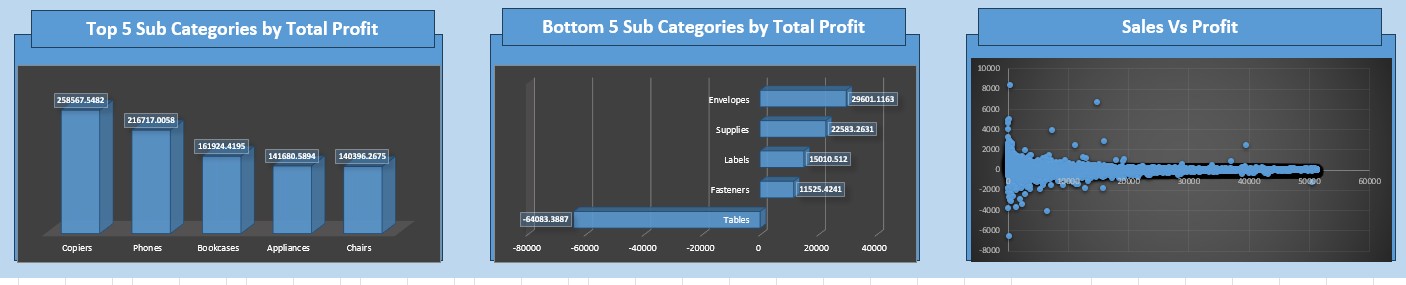 Top 5 Sub Categories by Total Profit
258567.5482
216717.0058
161924.4195
141680.5894
140396.2675
Copiers Phones Bookcases Appliances Chairs
Bottom 5 Sub Categories by Total Profit
Envelopes 29601.1163
Supplies 22583.2631
Labels 15010.512
Fasteners 11525.4241
-64083.3887 Tables
-80000 -60000 -40000 -20000 0 20000 40000
Sales Vs Profit
10000
8000
6000
4000
2000
0
-2000
-4000
-6000
-8000
0 10000 20000 30000 40000 50000 60000